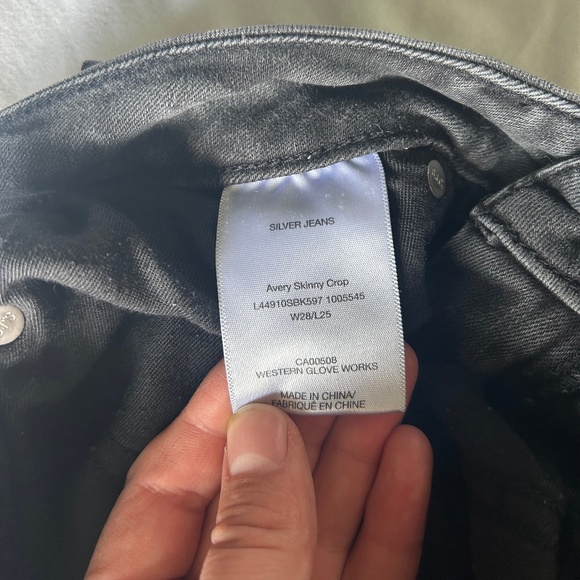 SILVER JEANS
Avery Skinny Crop
L44910SBK597 1005545
W28/L25
CA00508
WESTERN GLOVE WORKS
MADE IN CHINA/
FABRIQUÉ EN CHINE